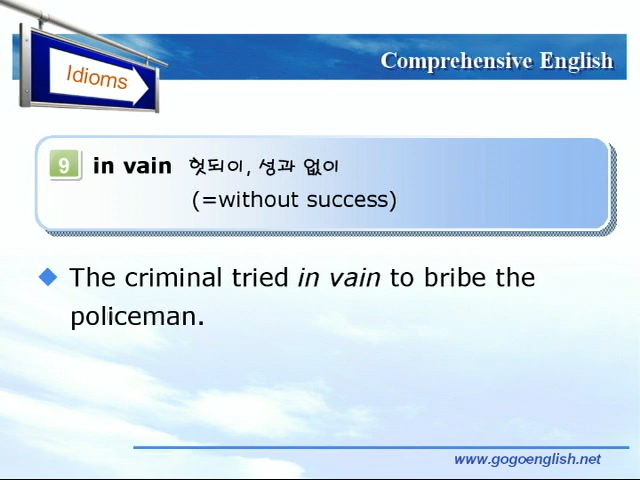 Idioms
Comprehensive English
9 in vain 헛되이, 성과 없이
(=without success)
The criminal tried in vain to bribe the
policeman.
www.gogoenglish.net